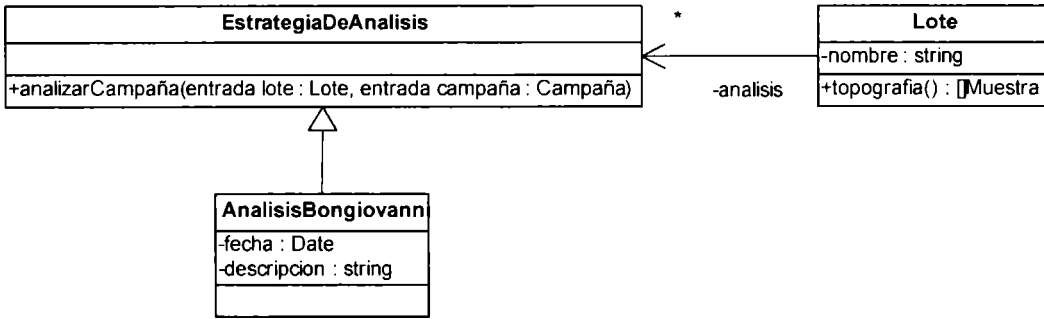 EstrategiaDeAnalisis
+analizarCampaña(entrada lote : Lote, entrada campaña : Campaña)
*
-analisis
Lote
-nombre : string
+topografia() : []Muestra
AnalisisBongiovanni
-fecha : Date
-descripcion : string